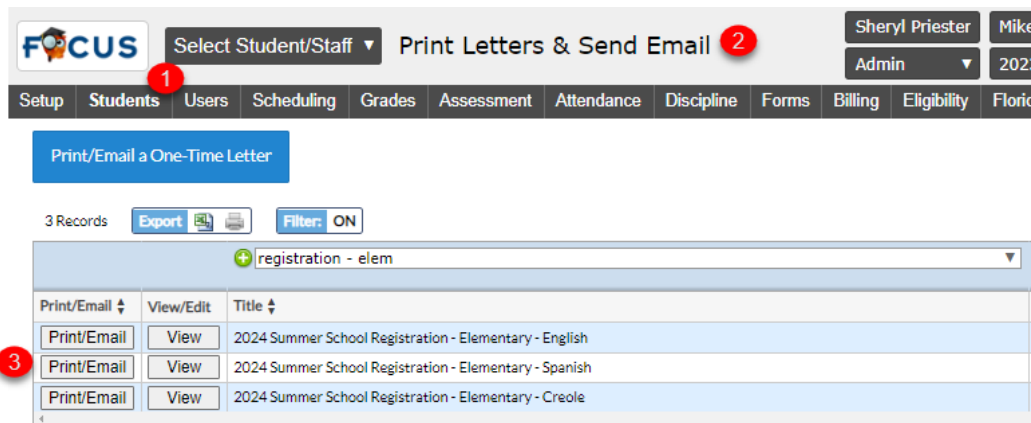 FOCUS Select Student/Staff ▼ Print Letters & Send Email 2 Sheryl Priester Mike
1 Admin ▼ 202
Setup Students Users Scheduling Grades Assessment Attendance Discipline Forms Billing Eligibility Florid
Print/Email a One-Time Letter
3 Records Export Filter: ON
registration - elem
Print/Email View/Edit Title
Print/Email View 2024 Summer School Registration - Elementary - English
3 Print/Email View 2024 Summer School Registration - Elementary - Spanish
Print/Email View 2024 Summer School Registration - Elementary - Creole